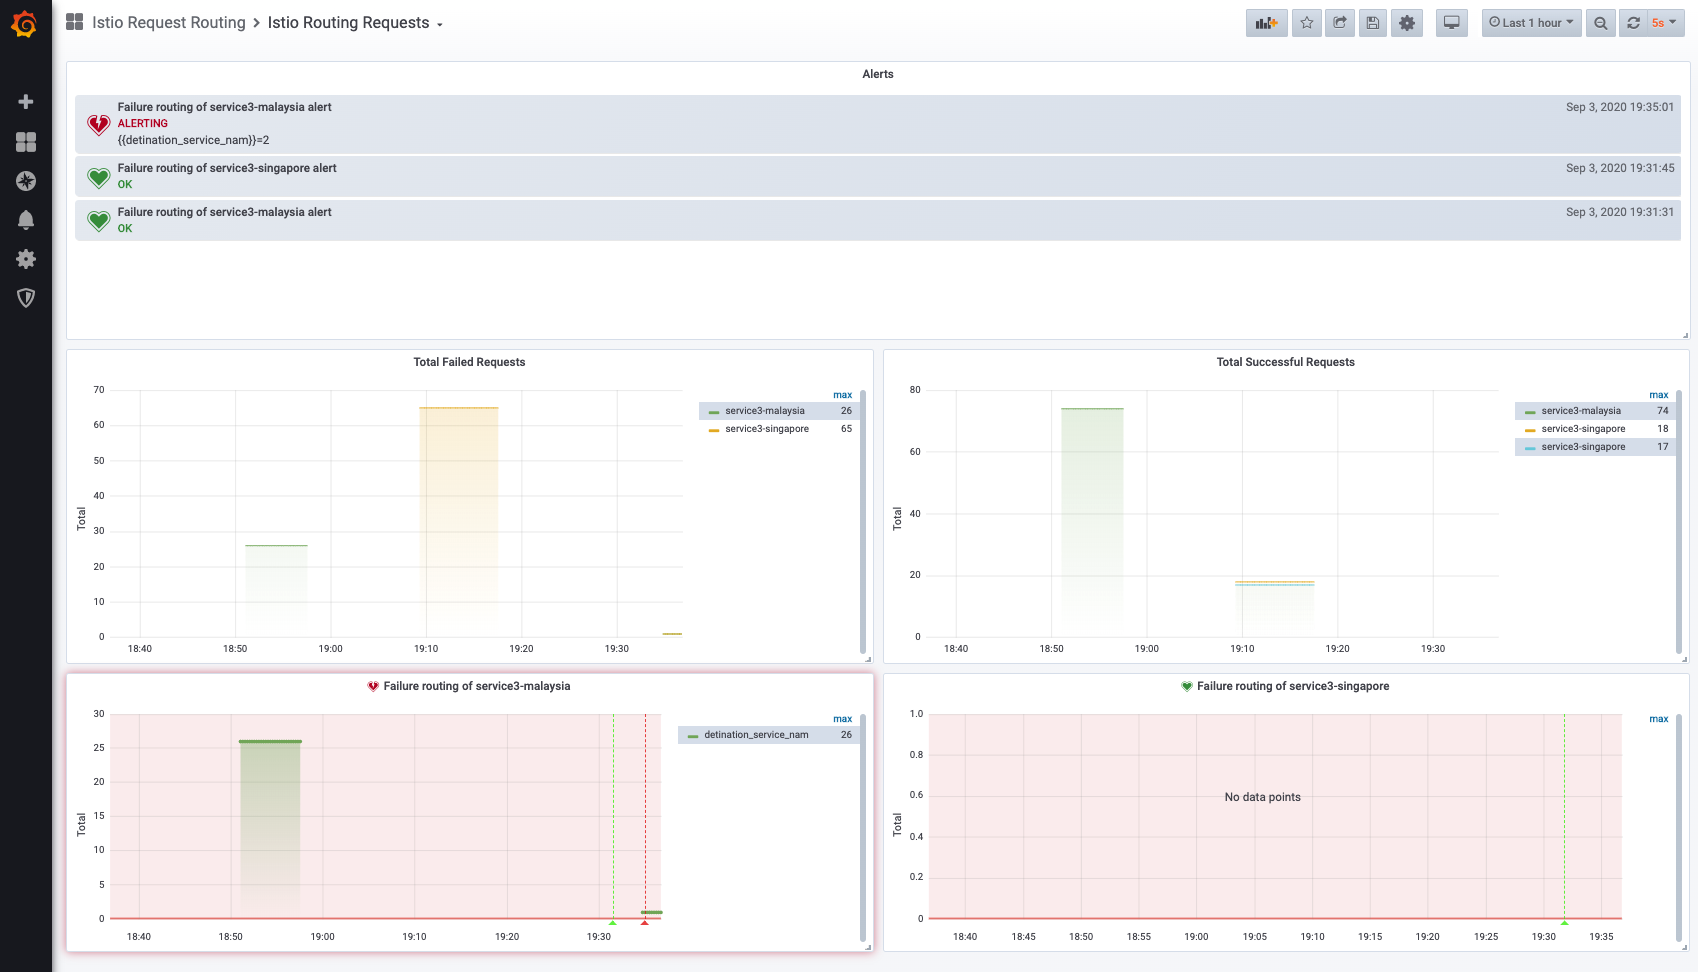 Istio Request Routing > Istio Routing Requests
Last 1 hour
5s
Alerts
Failure routing of service3-malaysia alert
Sep 3, 2020 19:35:01
ALERTING
{{detination_service_nam}}=2
Failure routing of service3-singapore alert
Sep 3, 2020 19:31:45
OK
Failure routing of service3-malaysia alert
Sep 3, 2020 19:31:31
OK
Total Failed Requests
Total
70
60
50
40
30
20
10
0
18:40 18:50 19:00 19:10 19:20 19:30
max
service3-malaysia 26
service3-singapore 65
Total Successful Requests
Total
80
60
40
20
0
18:40 18:50 19:00 19:10 19:20 19:30
max
service3-malaysia 74
service3-singapore 18
service3-singapore 17
Failure routing of service3-malaysia
Total
30
25
20
15
10
5
0
18:40 18:50 19:00 19:10 19:20 19:30
max
detination_service_nam 26
Failure routing of service3-singapore
Total
1.0
0.8
0.6
0.4
0.2
0
No data points
18:40 18:45 18:50 18:55 19:00 19:05 19:10 19:15 19:20 19:25 19:30 19:35
max